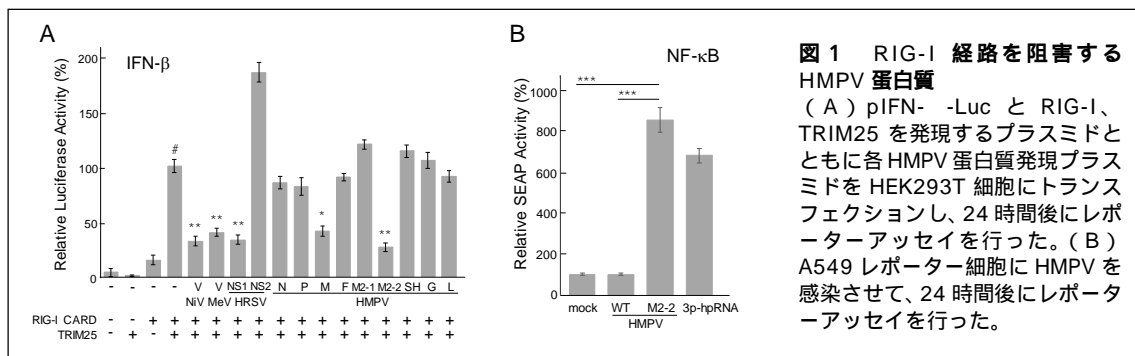 A
IFN-β
Relative Luciferase Activity (%)
200
150
100
50
0
#
** ** ** * **
- - - - V V NS1 NS2 N P M F M2-1 M2-2 SH G L
NiV MeV HRSV HMPV
RIG-I CARD - - + + + + + + + + + + + + + + +
TRIM25 - + - + + + + + + + + + + + + + +
B
NF-κB
Relative SEAP Activity (%)
1000
800
600
400
200
0
***
***
mock WT M2-2 3p-hpRNA
HMPV
図 1 RIG-I 経路を阻害する
HMPV 蛋白質
(A)pIFN- -Luc と RIG-I、
TRIM25 を発現するプラスミドと
ともに各 HMPV 蛋白質発現プラス
ミドを HEK293T 細胞にトランス
フェクションし、24 時間後にレポ
ーターアッセイを行った。(B)
A549 レポーター細胞に HMPV を
感染させて、24 時間後にレポータ
ーアッセイを行った。